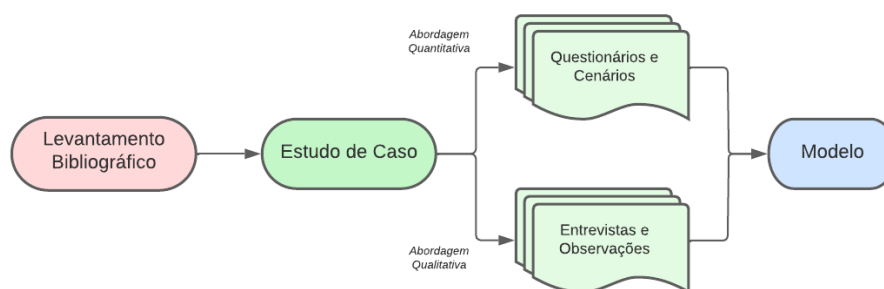 Levantamento
Bibliográfico
Estudo de Caso
Abordagem
Quantitativa
Questionários e
Cenários
Abordagem
Qualitativa
Entrevistas e
Observações
Modelo